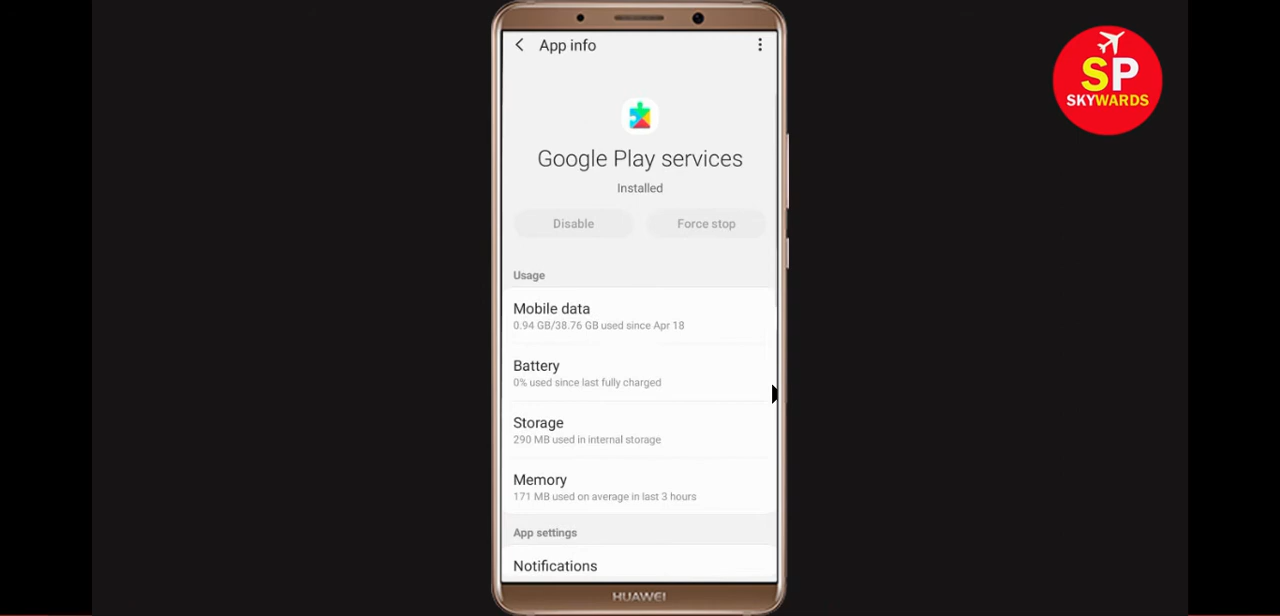 App info
SP
SKYWARDS
Google Play services
Installed
Disable
Force stop
Usage
Mobile data
0.94 GB/38.76 GB used since Apr 18
Battery
0% used since last fully charged
Storage
290 MB used in internal storage
Memory
171 MB used on average in last 3 hours
App settings
Notifications
HUAWEI